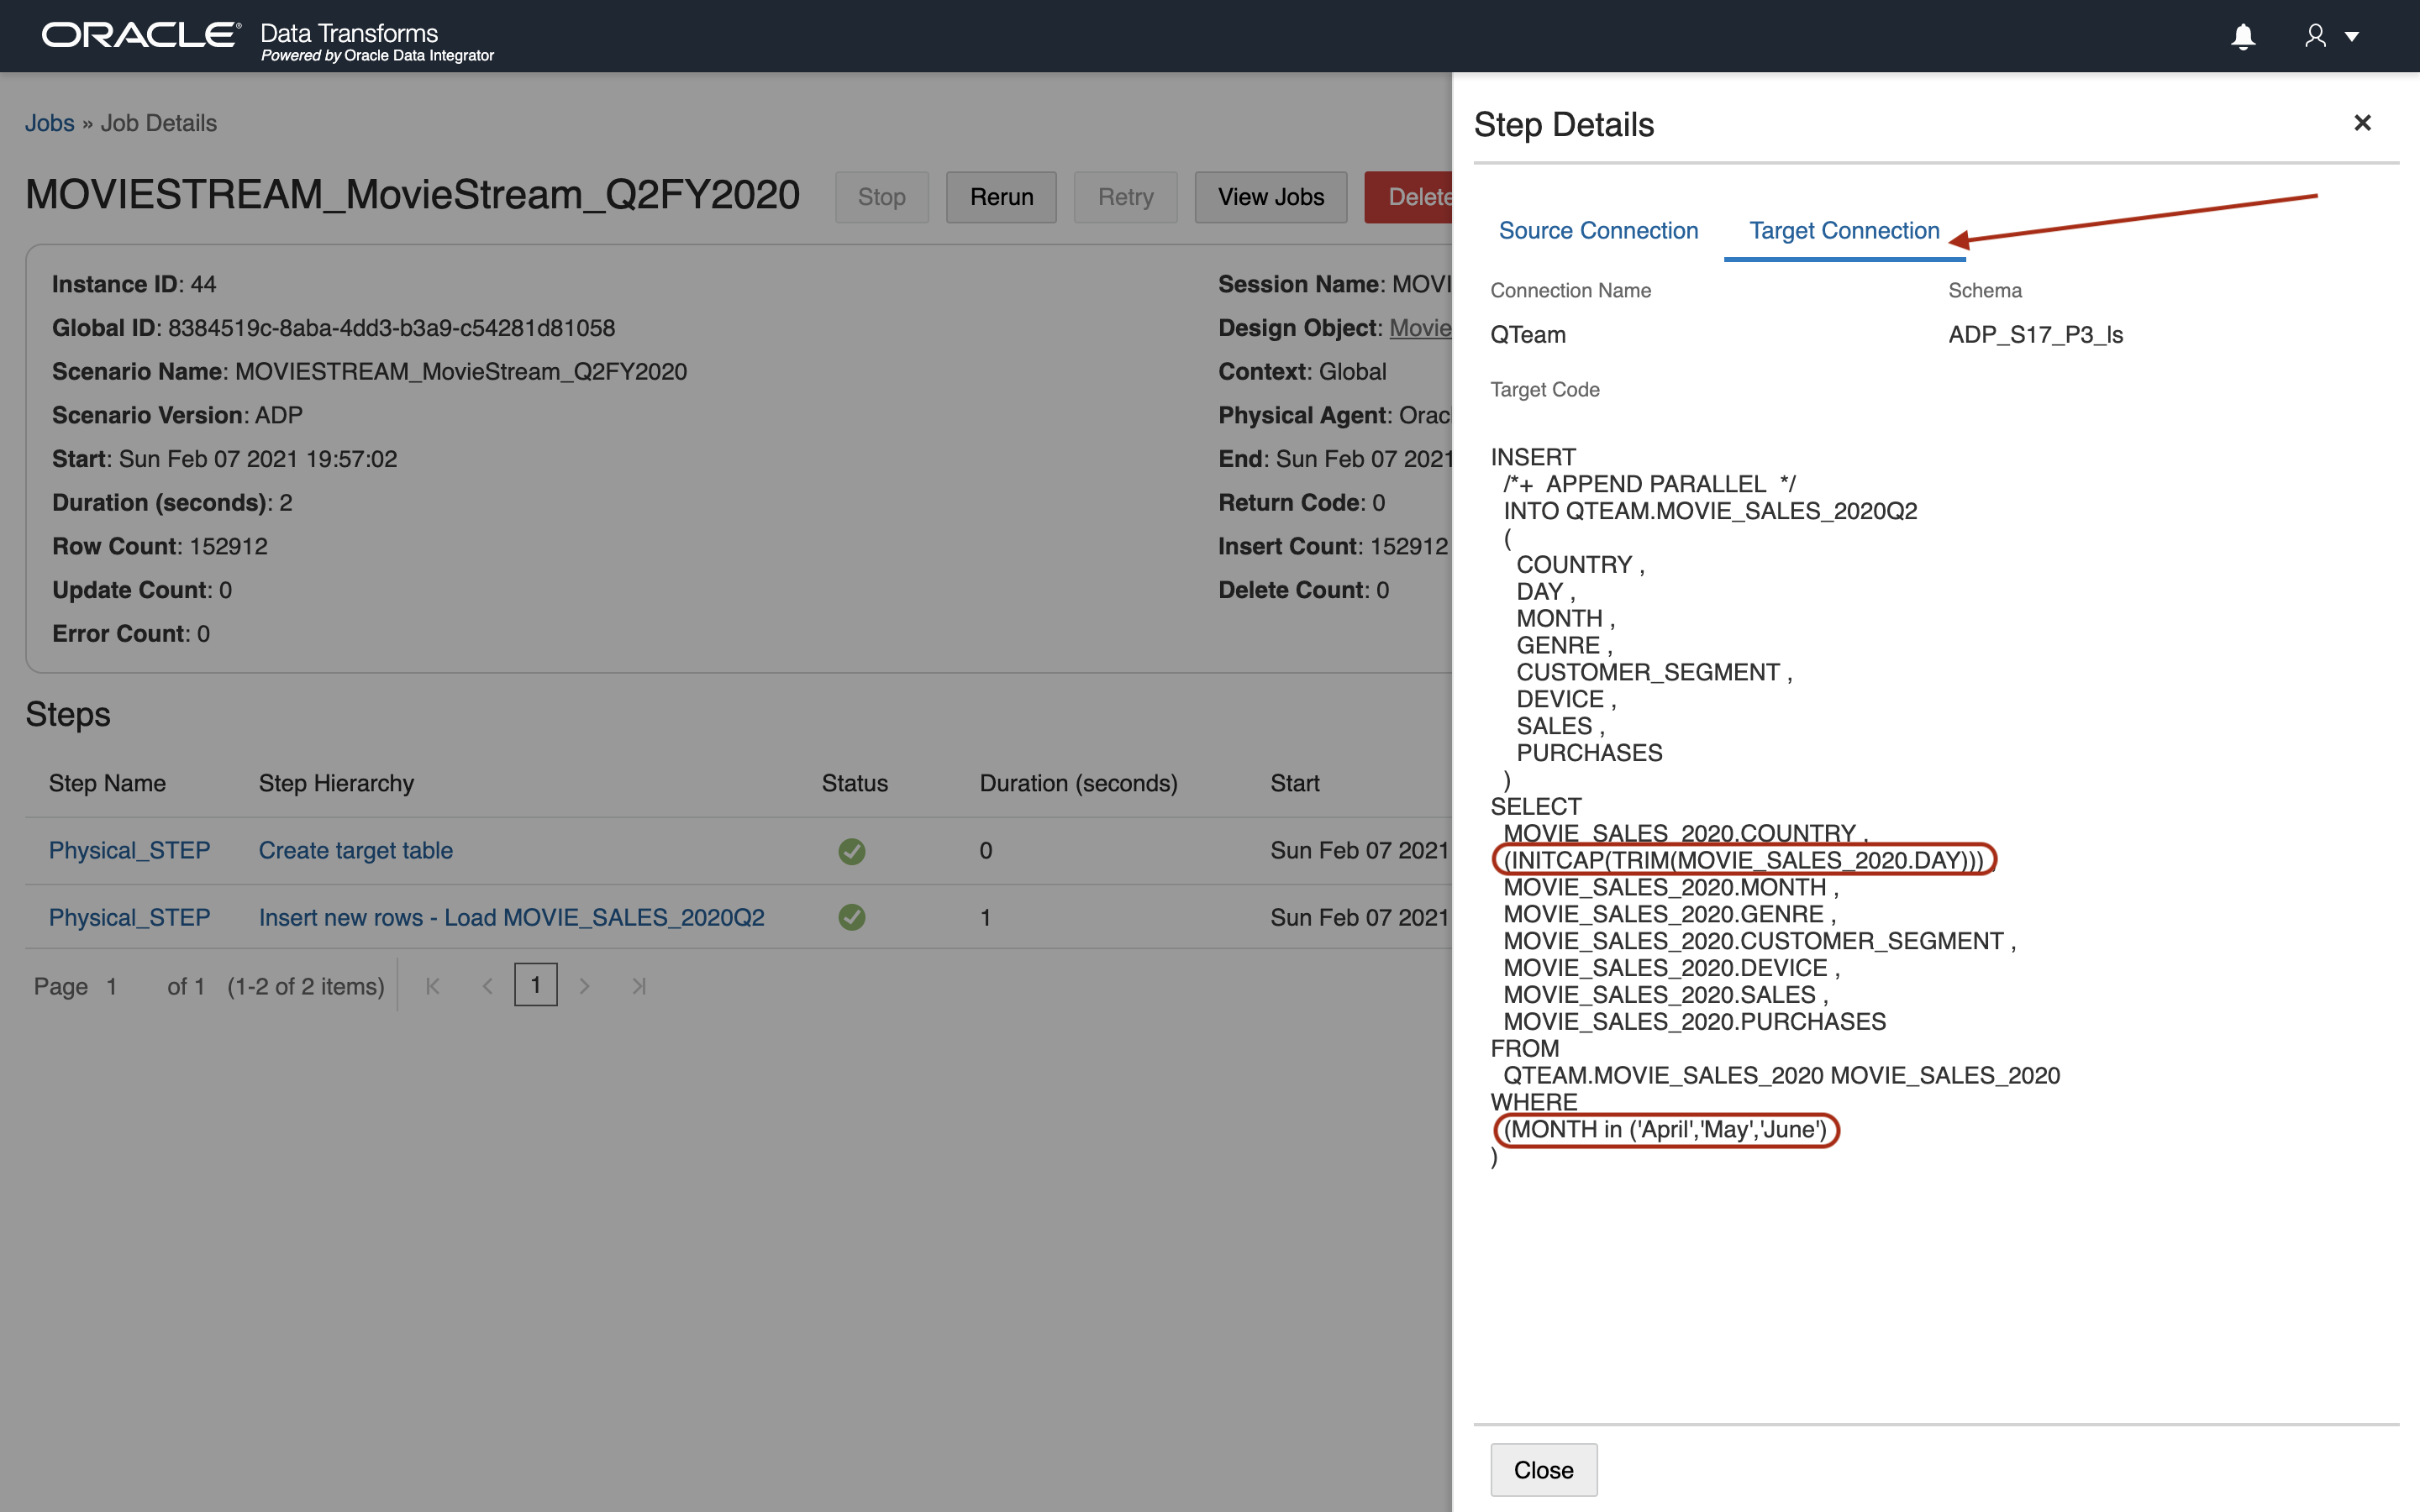 ORACLE® Data Transforms
Powered by Oracle Data Integrator
Jobs » Job Details
MOVIESTREAM_MovieStream_Q2FY2020
Stop
Rerun
Retry
View Jobs
Delete
Instance ID: 44
Global ID: 8384519c-8aba-4dd3-b3a9-c54281d81058
Scenario Name: MOVIESTREAM_MovieStream_Q2FY2020
Scenario Version: ADP
Start: Sun Feb 07 2021 19:57:02
Duration (seconds): 2
Row Count: 152912
Update Count: 0
Error Count: 0
Session Name: MOVI
Design Object: Movie
Context: Global
Physical Agent: Orac
End: Sun Feb 07 2021
Return Code: 0
Insert Count: 152912
Delete Count: 0
Steps
Step Name Step Hierarchy Status Duration (seconds) Start
Physical_STEP Create target table 0 Sun Feb 07 2021
Physical_STEP Insert new rows - Load MOVIE_SALES_2020Q2 1 Sun Feb 07 2021
Page 1 of 1 (1-2 of 2 items) 1
Step Details
Source Connection Target Connection
Connection Name Schema
QTeam ADP_S17_P3_ls
Target Code
INSERT
/*+ APPEND PARALLEL */
INTO QTEAM.MOVIE_SALES_2020Q2
(
COUNTRY ,
DAY ,
MONTH ,
GENRE ,
CUSTOMER_SEGMENT ,
DEVICE ,
SALES ,
PURCHASES
)
SELECT
MOVIE_SALES_2020.COUNTRY ,
(INITCAP(TRIM(MOVIE_SALES_2020.DAY))) ,
MOVIE_SALES_2020.MONTH ,
MOVIE_SALES_2020.GENRE ,
MOVIE_SALES_2020.CUSTOMER_SEGMENT ,
MOVIE_SALES_2020.DEVICE ,
MOVIE_SALES_2020.SALES ,
MOVIE_SALES_2020.PURCHASES
FROM
QTEAM.MOVIE_SALES_2020 MOVIE_SALES_2020
WHERE
(MONTH in ('April','May','June')
)
Close